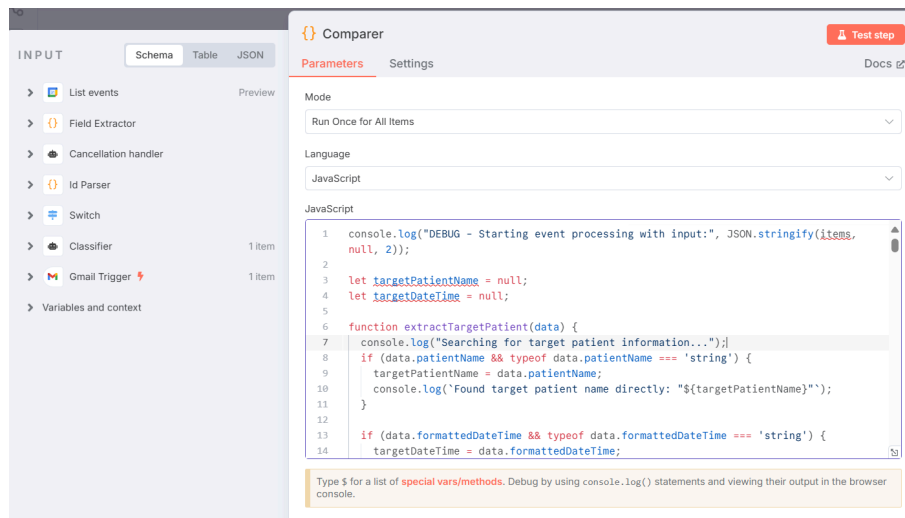 INPUT
Schema
Table
JSON
List events
Preview
Field Extractor
Cancellation handler
Id Parser
Switch
Classifier
1 item
Gmail Trigger
1 item
Variables and context
{} Comparer
Test step
Parameters
Settings
Docs
Mode
Run Once for All Items
Language
JavaScript
JavaScript
1 console.log("DEBUG - Starting event processing with input:", JSON.stringify(items,
null, 2));
2
3 let targetPatientName = null;
4 let targetDateTime = null;
5
6 function extractTargetPatient(data) {
7 console.log("Searching for target patient information...");
8 if (data.patientName && typeof data.patientName === 'string') {
9 targetPatientName = data.patientName;
10 console.log(`Found target patient name directly: "${targetPatientName}"`);
11 }
12
13 if (data.formattedDateTime && typeof data.formattedDateTime === 'string') {
14 targetDateTime = data.formattedDateTime;
Type $ for a list of special vars/methods. Debug by using console.log() statements and viewing their output in the browser
console.